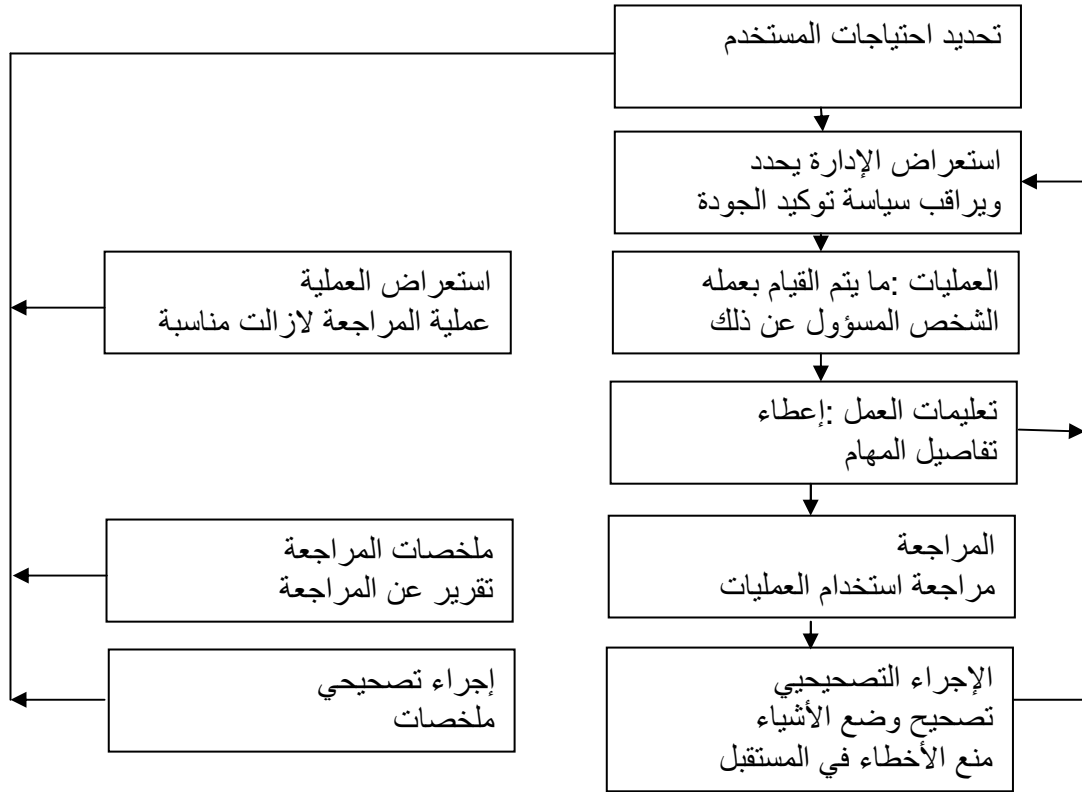 تحديد احتياجات المستخدم
استعراض الإدارة يحدد
ويراقب سياسة توكيد الجودة
العمليات :ما يتم القيام بعمله
الشخص المسؤول عن ذلك
استعراض العملية
عملية المراجعة لازالت مناسبة
تعليمات العمل :إعطاء
تفاصيل المهام
المراجعة
مراجعة استخدام العمليات
ملخصات المراجعة
تقرير عن المراجعة
الإجراء التصحيحيي
تصحيح وضع الأشياء
منع الأخطاء في المستقبل
إجراء تصحيحي
ملخصات